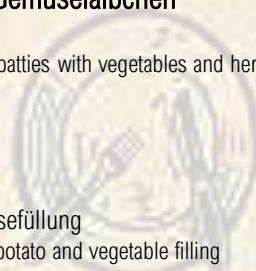 Gemüselaibchen
patties with vegetables and her
sefüllung
potato and vegetable filling